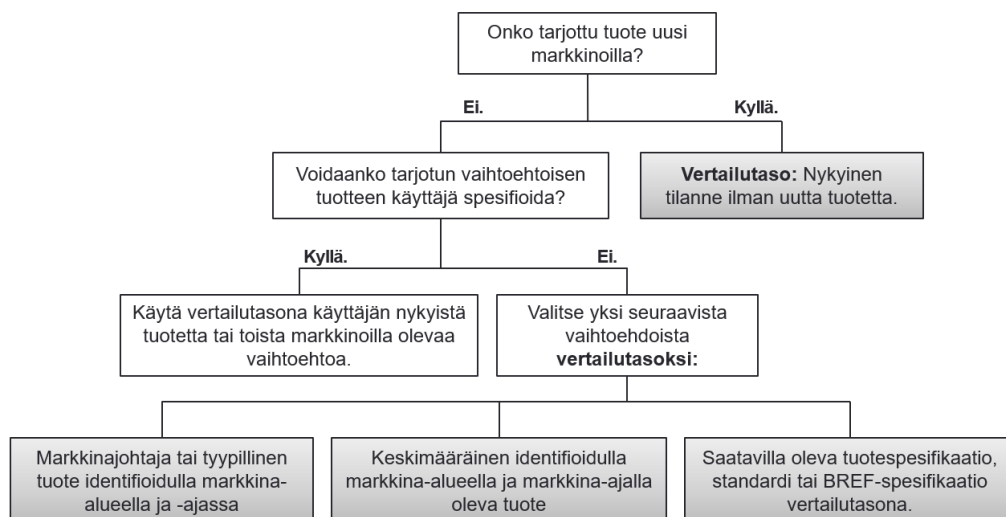 Onko tarjottu tuote uusi
markkinoilla?
Ei.
Kyllä.
Voidaanko tarjotun vaihtoehtoisen
tuotteen käyttäjä spesifioida?
Vertailutaso: Nykyinen
tilanne ilman uutta tuotetta.
Kyllä.
Ei.
Käytä vertailutasona käyttäjän nykyistä
tuotetta tai toista markkinoilla olevaa
vaihtoehtoa.
Valitse yksi seuraavista
vaihtoehdoista
vertailutasoksi:
Markkinajohtaja tai tyypillinen
tuote identifioidulla markkina-
alueella ja -ajassa
Keskimääräinen identifioidulla
markkina-alueella ja markkina-ajalla
oleva tuote
Saatavilla oleva tuotespesifikaatio,
standardi tai BREF-spesifikaatio
vertailutasona.